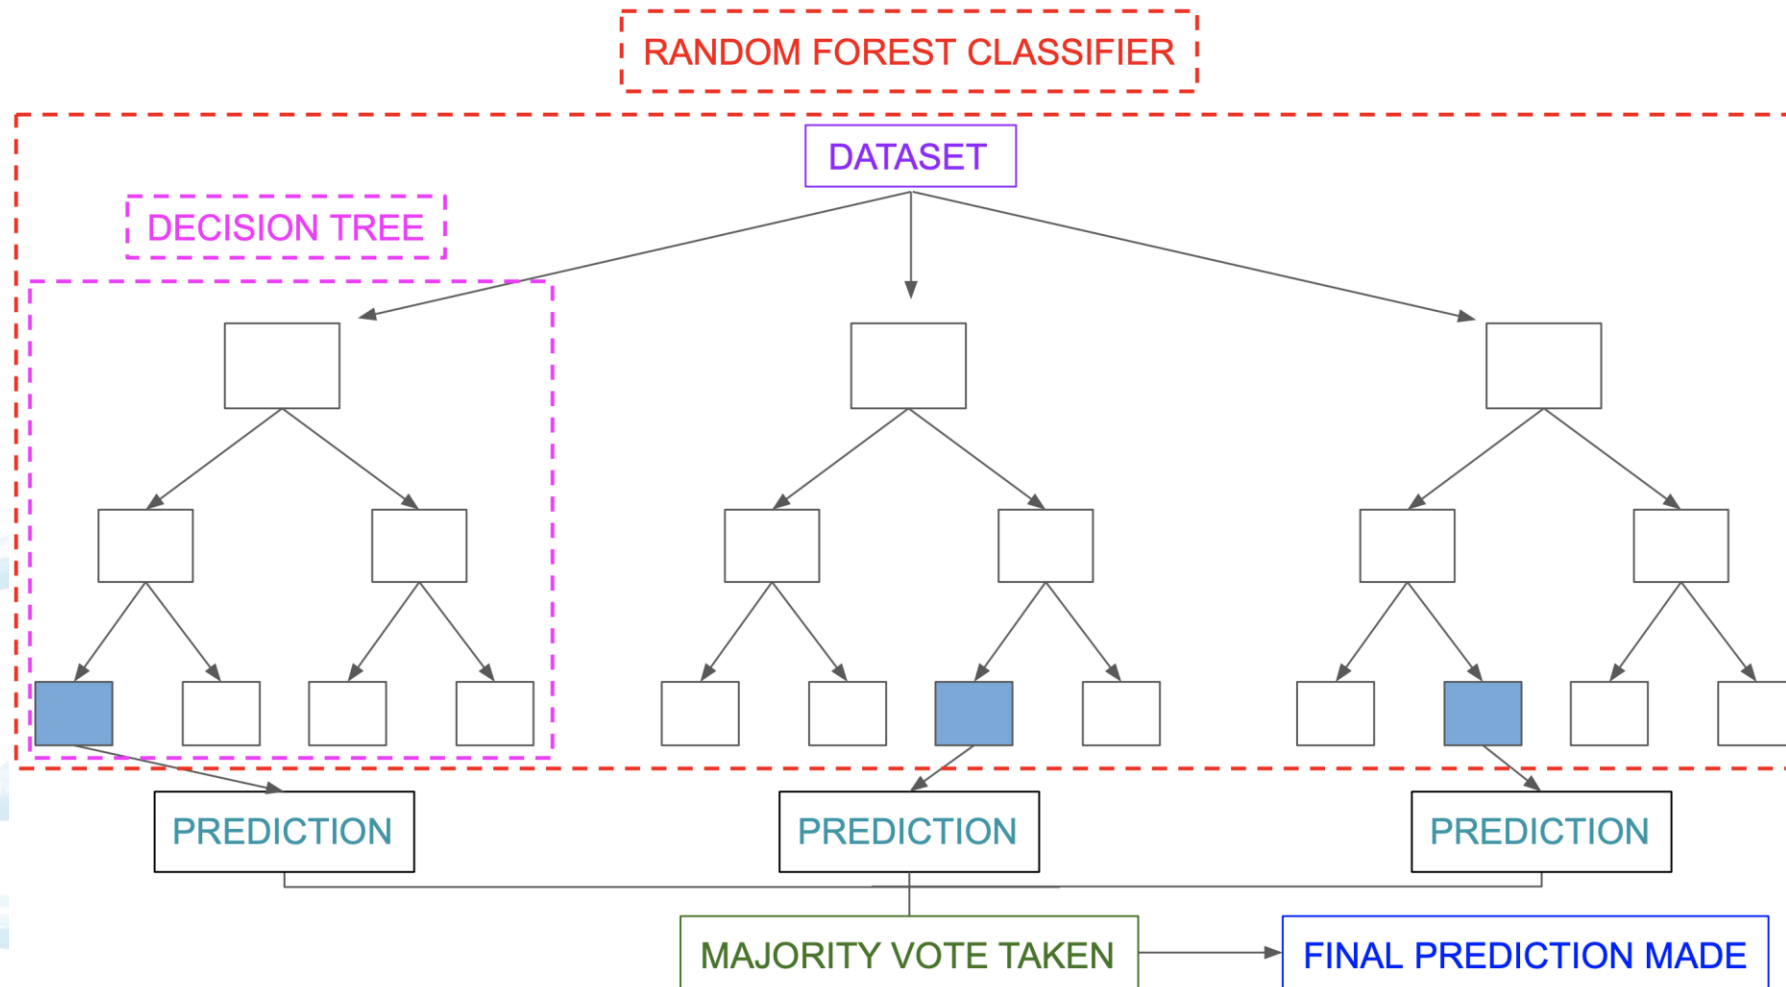 RANDOM FOREST CLASSIFIER
DATASET
DECISION TREE
PREDICTION
PREDICTION
PREDICTION
MAJORITY VOTE TAKEN
FINAL PREDICTION MADE